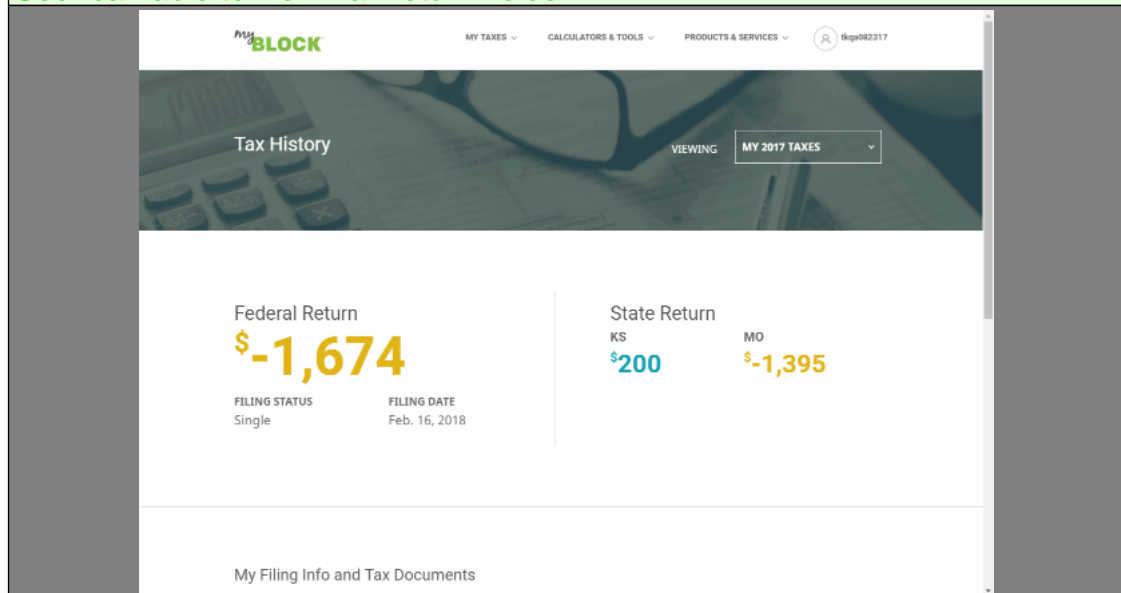 my BLOCK
MY TAXES
CALCULATORS & TOOLS
PRODUCTS & SERVICES
tkqa082317
Tax History
VIEWING
MY 2017 TAXES
Federal Return
$-1,674
FILING STATUS
FILING DATE
Single
Feb. 16, 2018
State Return
KS
MO
$200
$-1,395
My Filing Info and Tax Documents